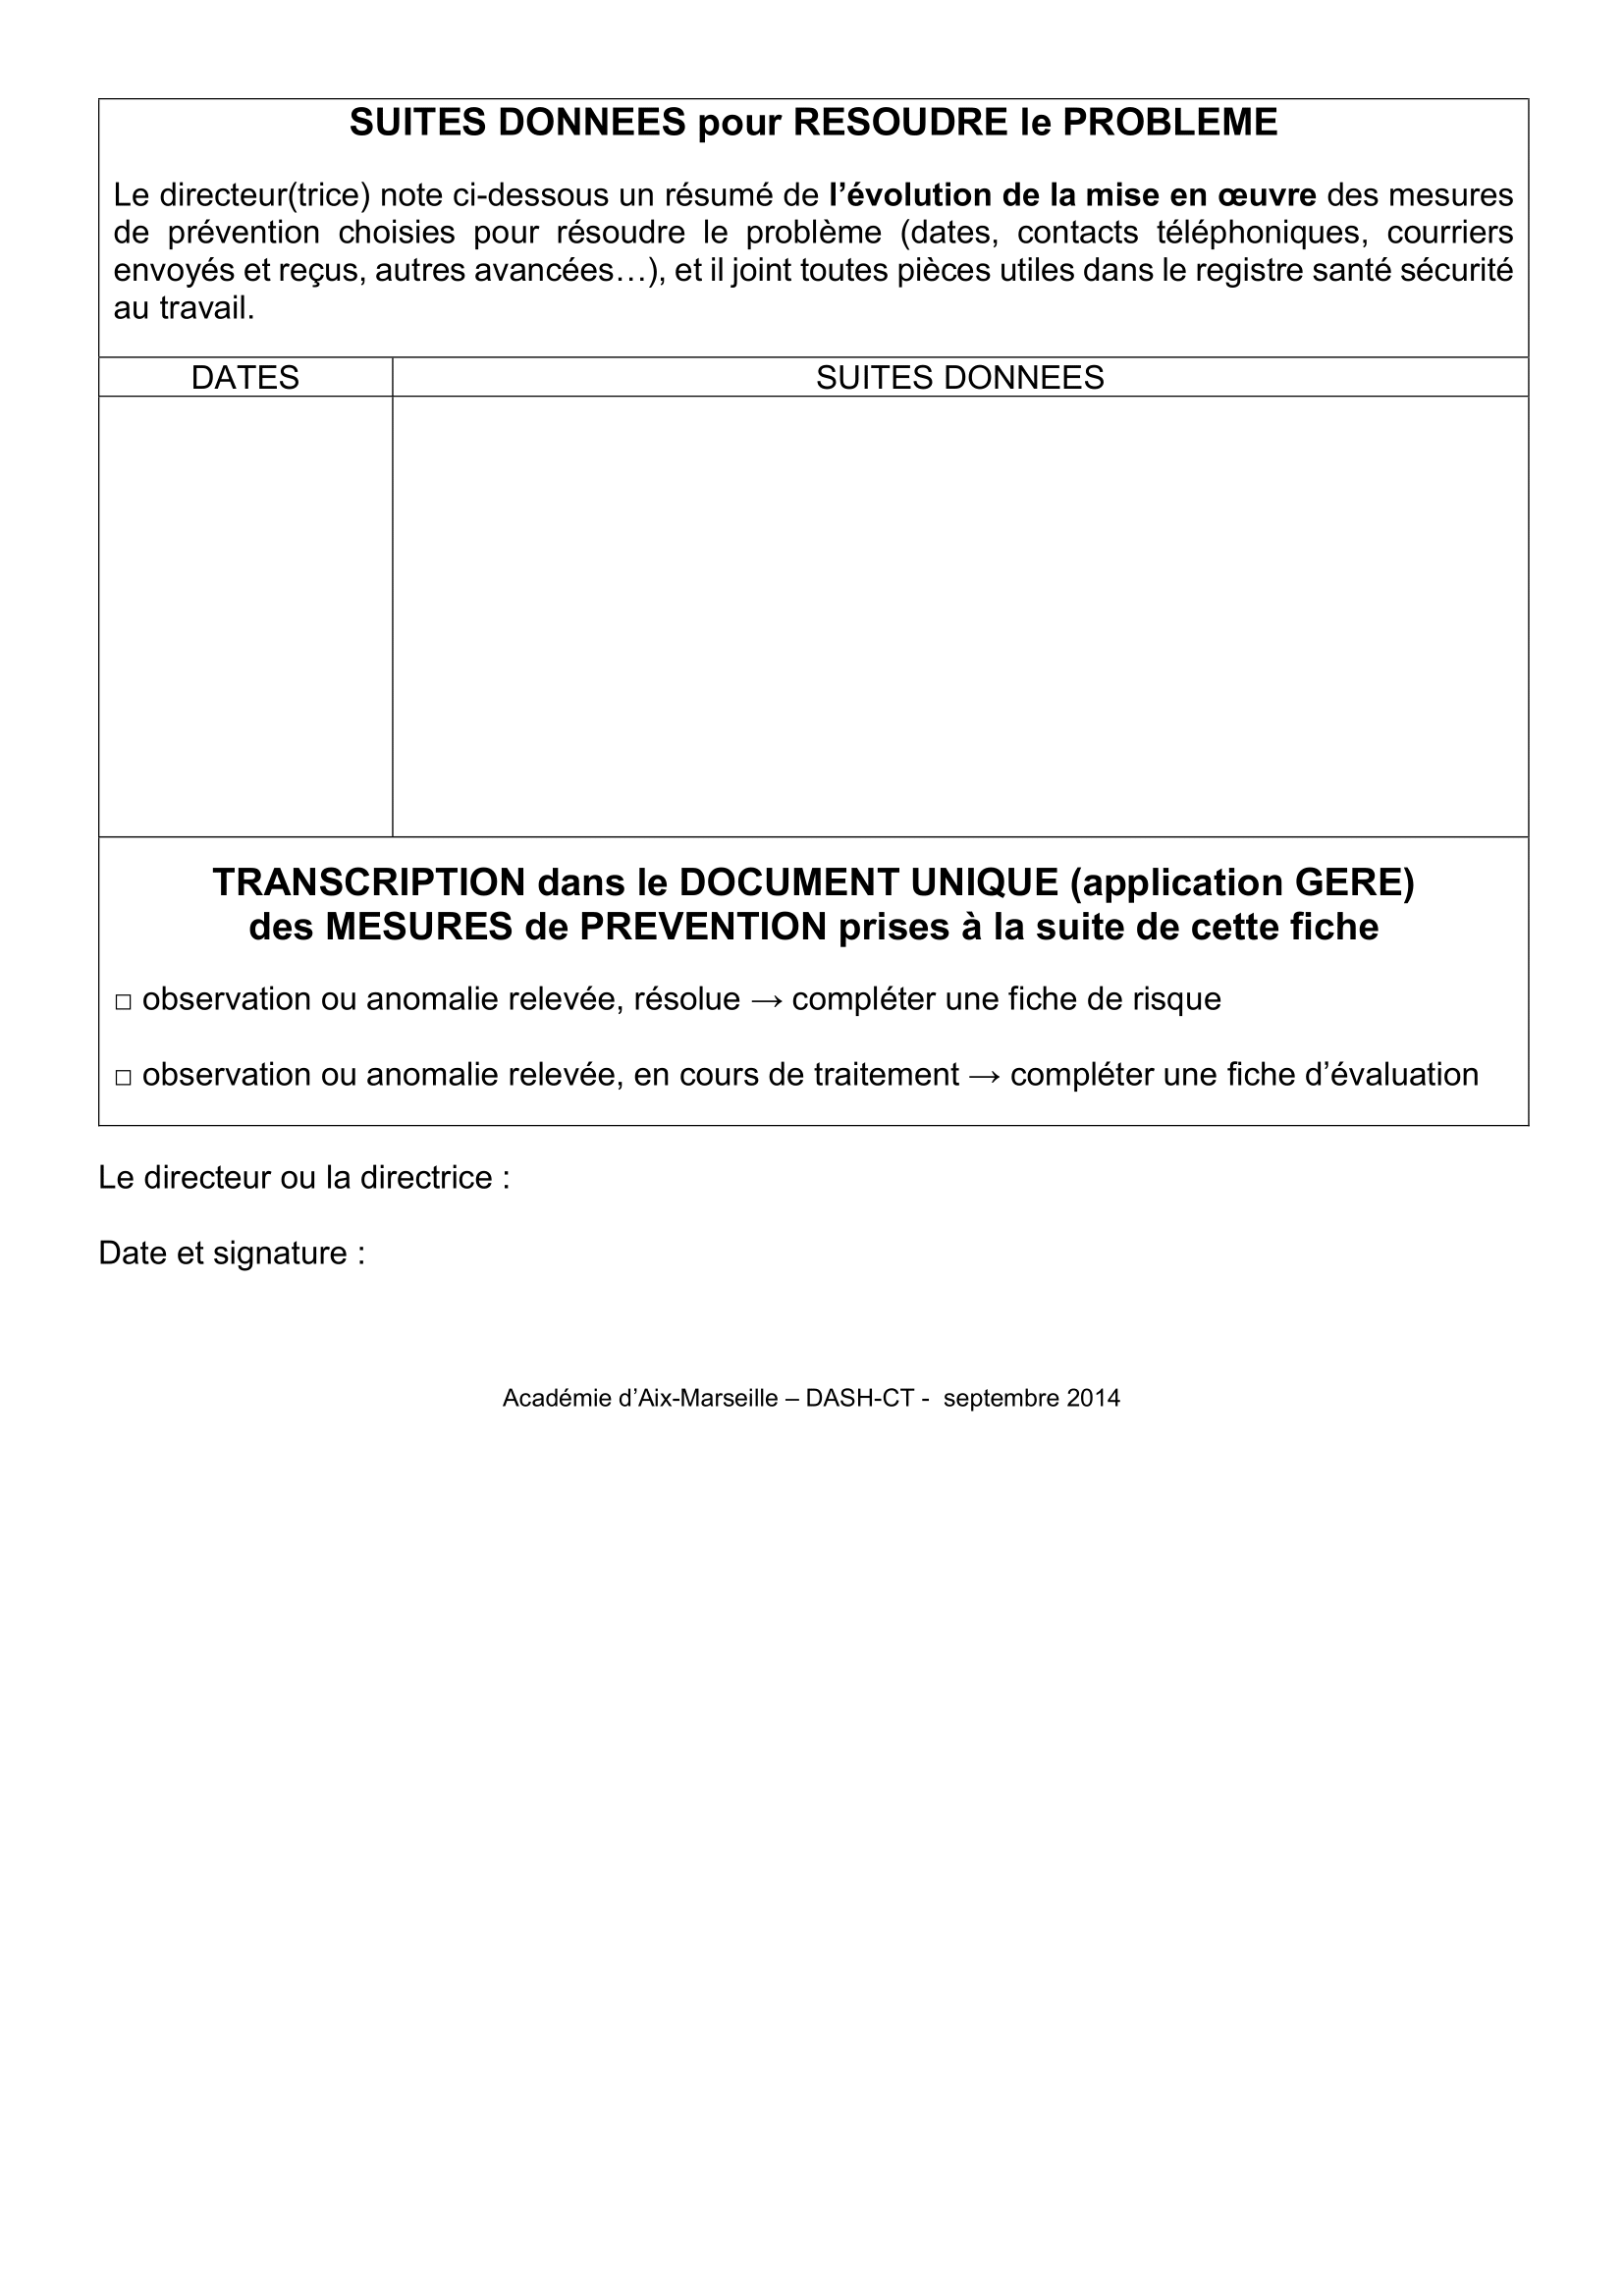 SUITES DONNEES pour RESOUDRE le PROBLEME
Le directeur(trice) note ci-dessous un résumé de l’évolution de la mise en œuvre des mesures
de prévention choisies pour résoudre le problème (dates, contacts téléphoniques, courriers
envoyés et reçus, autres avancées…), et il joint toutes pièces utiles dans le registre santé sécurité
au travail.
DATES
SUITES DONNEES
TRANSCRIPTION dans le DOCUMENT UNIQUE (application GERE)
des MESURES de PREVENTION prises à la suite de cette fiche
□ observation ou anomalie relevée, résolue → compléter une fiche de risque
□ observation ou anomalie relevée, en cours de traitement → compléter une fiche d’évaluation
Le directeur ou la directrice :
Date et signature :
Académie d’Aix-Marseille – DASH-CT - septembre 2014